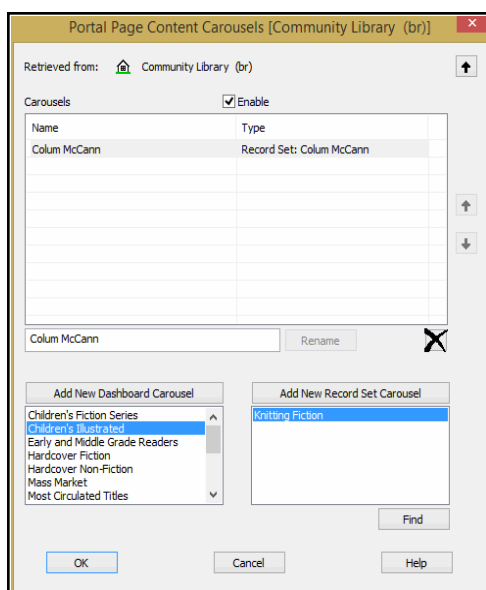 Portal Page Content Carousels [Community Library (br)]
Retrieved from: Community Library (br)
Carousels Enable
Name Type
Colum McCann Record Set: Colum McCann
Colum McCann Rename
Add New Dashboard Carousel Add New Record Set Carousel
Children's Fiction Series Knitting Fiction
Children's Illustrated
Early and Middle Grade Readers
Hardcover Fiction
Hardcover Non-Fiction
Mass Market
Most Circulated Titles
Find
OK Cancel Help